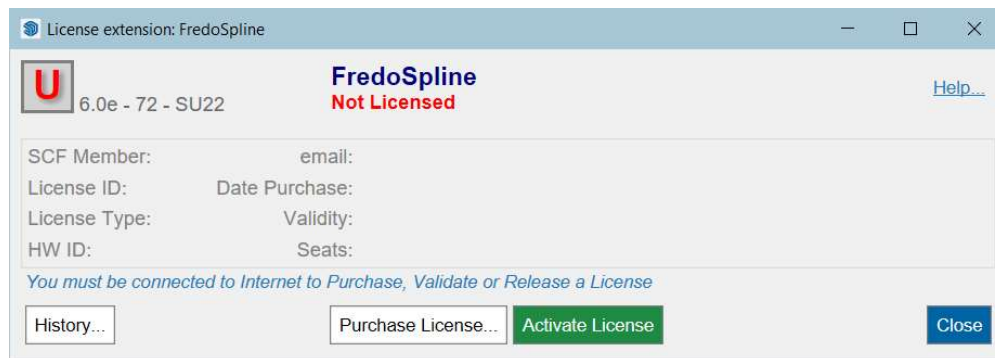 License extension: FredoSpline
U 6.0e - 72 - SU22
FredoSpline
Not Licensed
Help...
SCF Member: email:
License ID: Date Purchase:
License Type: Validity:
HW ID: Seats:
You must be connected to Internet to Purchase, Validate or Release a License
History... Purchase License... Activate License Close